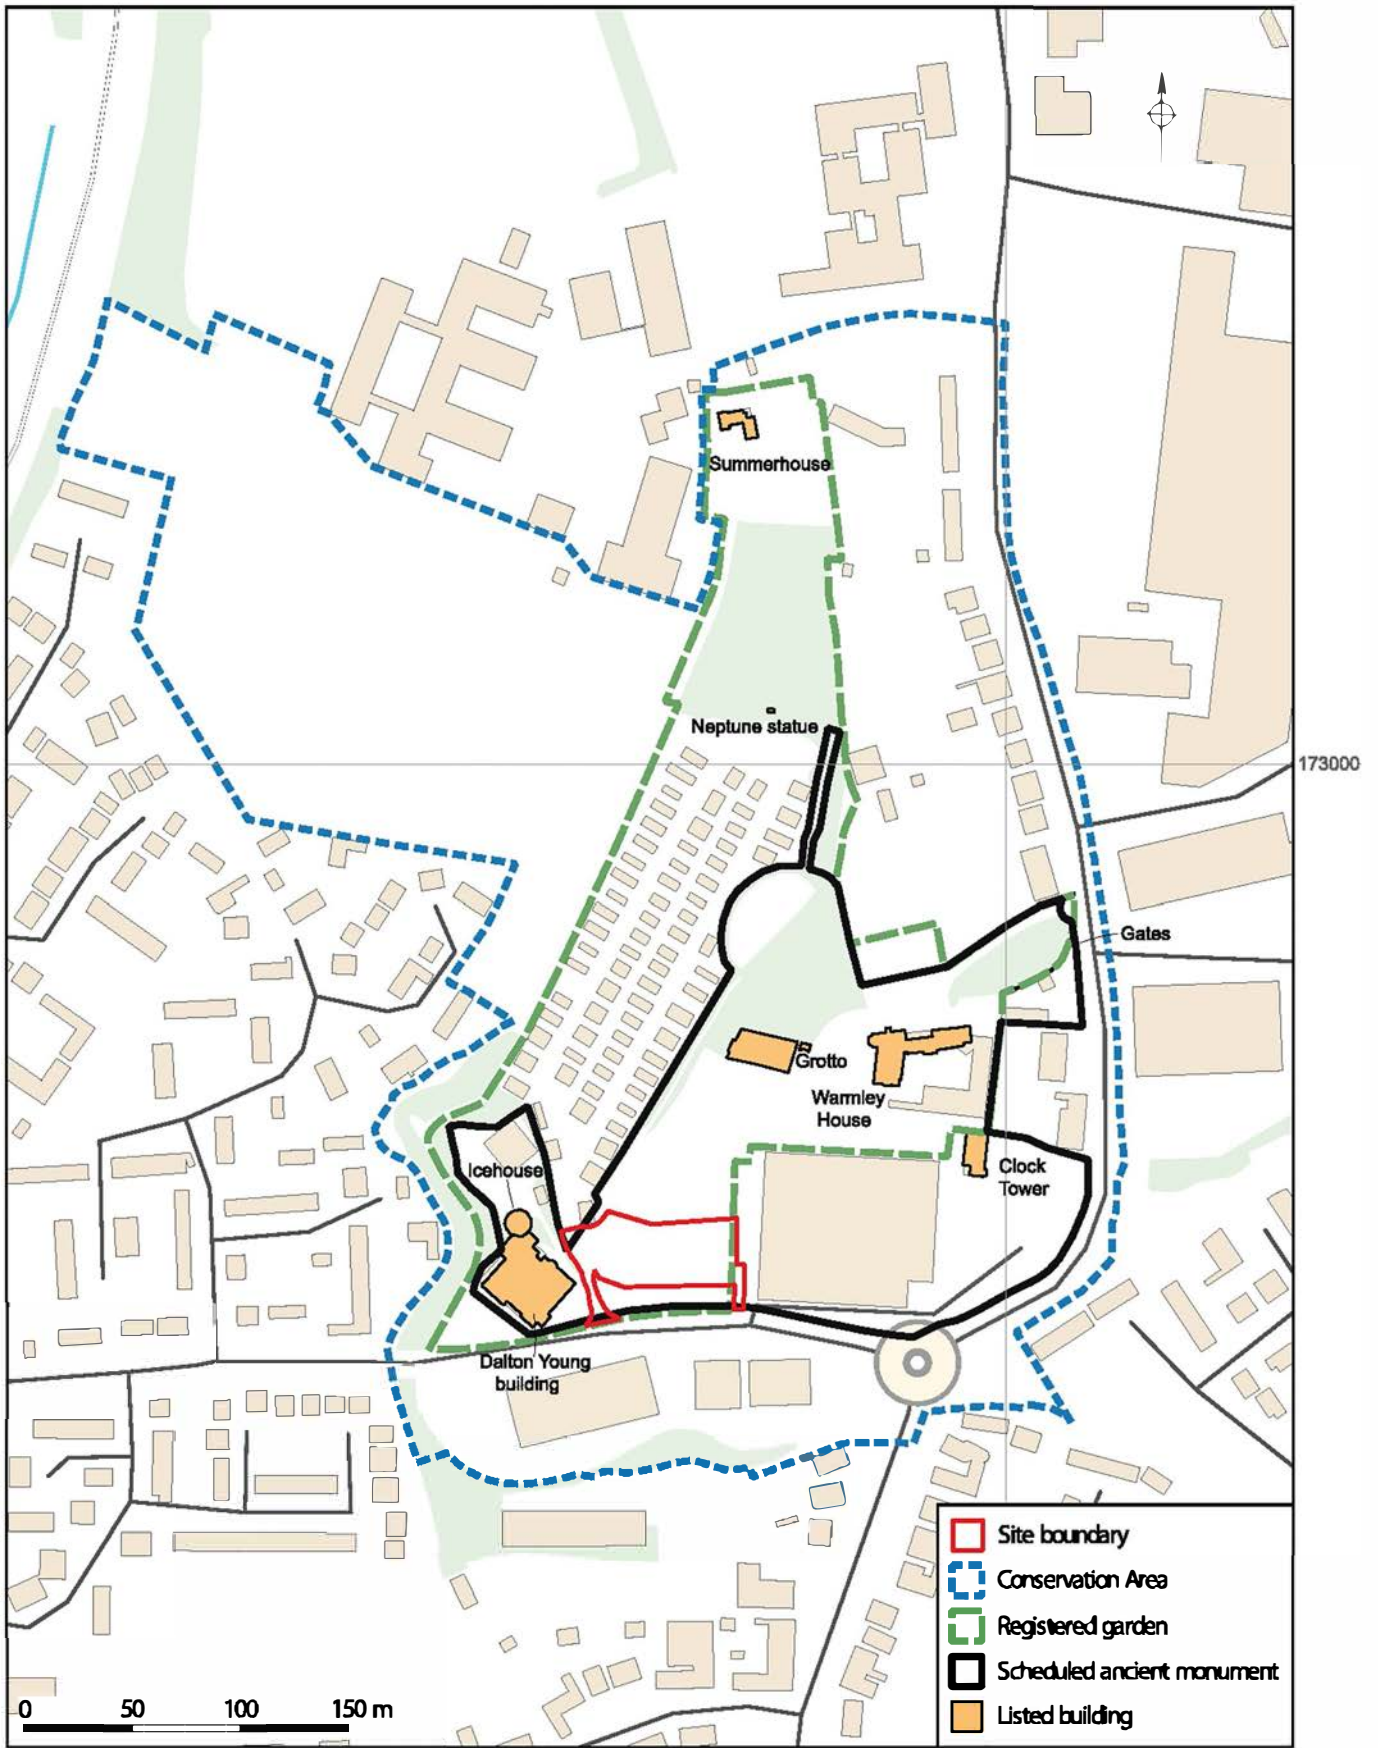 Summerhouse
Neptune statue
173000
Gates
Grotto
Warmley
House
Icehouse
Clock
Tower
Dalton Young
building
Site boundary
Conservation Area
Registered garden
Scheduled ancient monument
Listed building
0 50 100 150 m